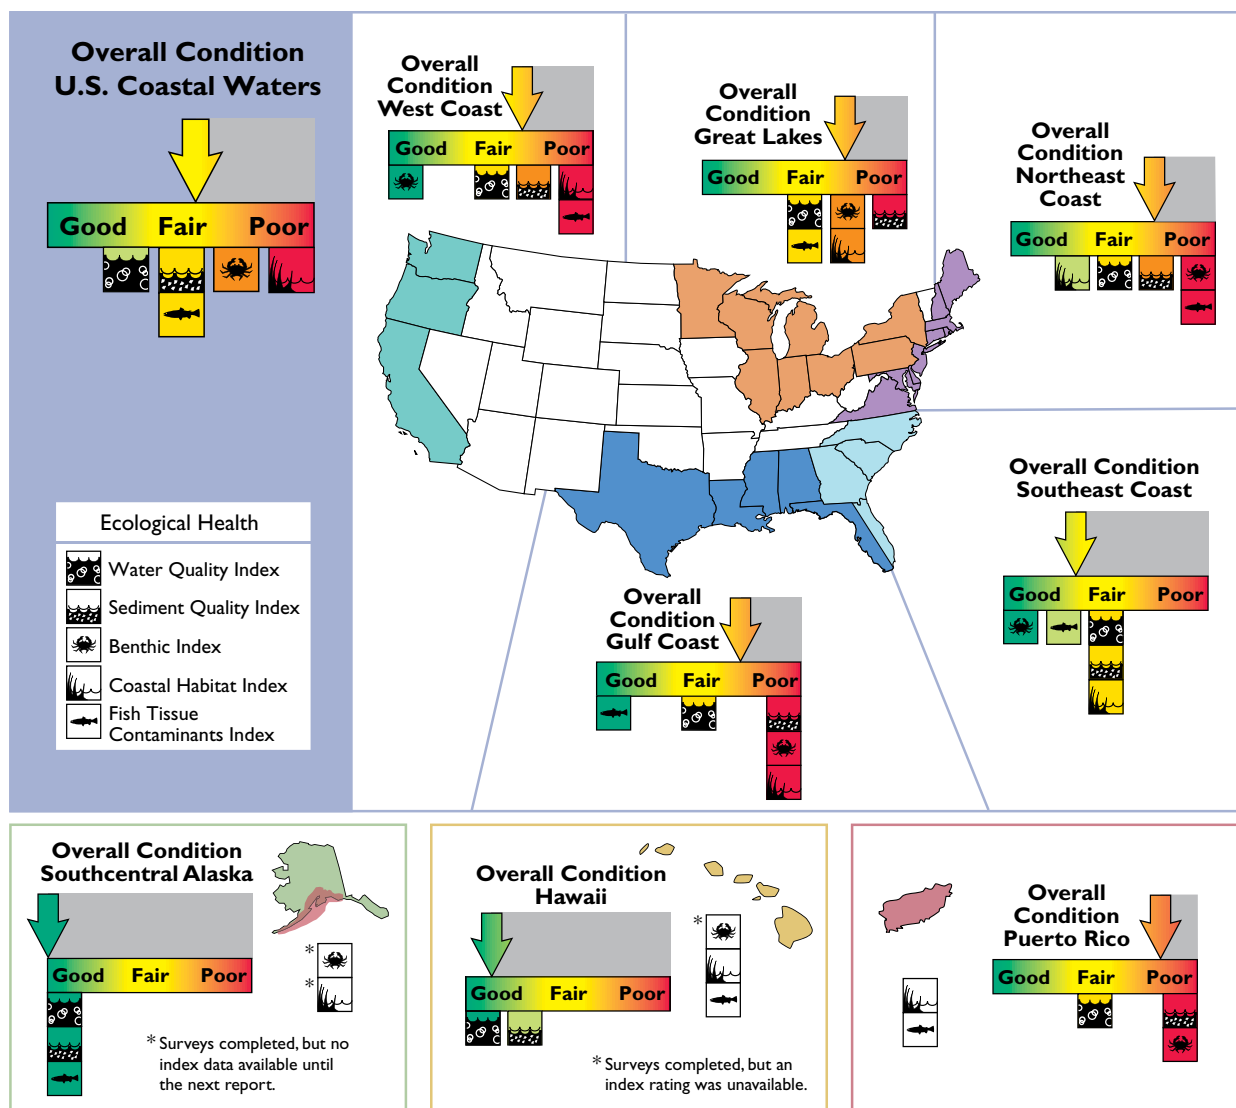 Overall Condition
U.S. Coastal Waters
Good Fair Poor
Overall
Condition
West Coast
Good Fair Poor
Overall
Condition
Great Lakes
Good Fair Poor
Overall
Condition
Northeast
Coast
Good Fair Poor
Ecological Health
Water Quality Index
Sediment Quality Index
Benthic Index
Coastal Habitat Index
Fish Tissue
Contaminants Index
Overall Condition
Southeast Coast
Good Fair Poor
Overall
Condition
Gulf Coast
Good Fair Poor
Overall Condition
Southcentral Alaska
Good Fair Poor
*
*
* Surveys completed, but no
index data available until
the next report.
Overall Condition
Hawaii
Good Fair Poor
*
* Surveys completed, but an
index rating was unavailable.
Overall
Condition
Puerto Rico
Good Fair Poor